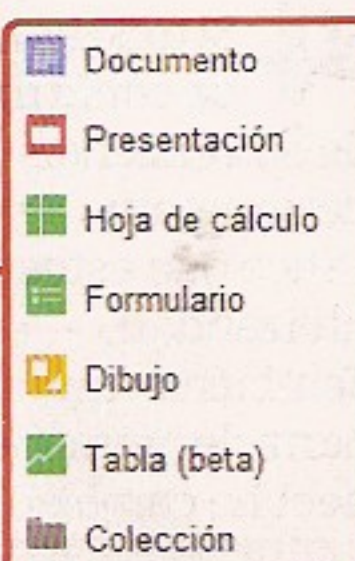 Documento
Presentación
Hoja de cálculo
Formulario
Dibujo
Tabla (beta)
Colección